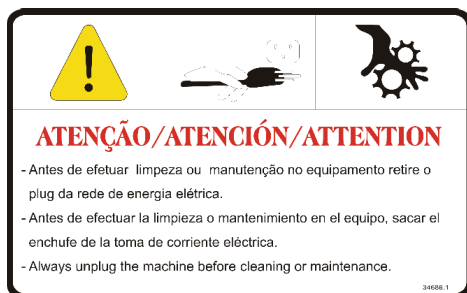 ATENÇÃO/ATENCIÓN/ATTENTION
- Antes de efetuar limpeza ou manutenção no equipamento retire o
plug da rede de energia elétrica.
- Antes de efectuar la limpieza o mantenimiento en el equipo, sacar el
enchufe de la toma de corriente eléctrica.
- Always unplug the machine before cleaning or maintenance.
34686.1